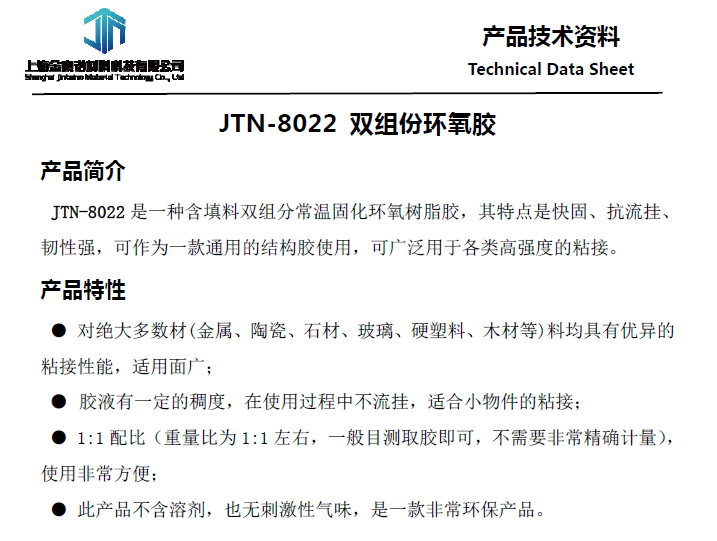 产品技术资料
Technical Data Sheet
上海金泰诺材料科技有限公司
Shanghai Jintaino Material Technology Co., Ltd
JTN-8022 双组份环氧胶
产品简介
JTN-8022 是一种含填料双组分常温固化环氧树脂胶，其特点是快固、抗流挂、
韧性强，可作为一款通用的结构胶使用，可广泛用于各类高强度的粘接。
产品特性
● 对绝大多数材(金属、陶瓷、石材、玻璃、硬塑料、木材等)料均具有优异的
粘接性能，适用面广；
● 胶液有一定的稠度，在使用过程中不流挂，适合小物件的粘接；
● 1:1 配比（重量比为 1:1 左右，一般目测取胶即可，不需要非常精确计量），
使用非常方便；
● 此产品不含溶剂，也无刺激性气味，是一款非常环保产品。